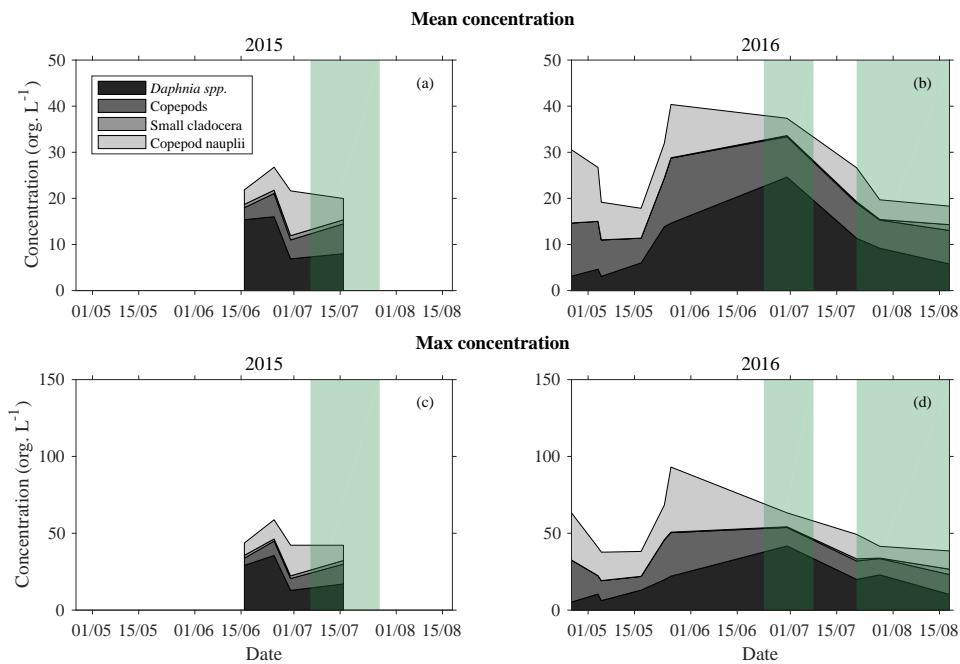 Mean concentration
2015
2016
Concentration (org. L-1)
50
40
30
20
10
0
Daphnia spp.
Copepods
Small cladocera
Copepod nauplii
(a)
01/05 15/05 01/06 15/06 01/07 15/07 01/08 15/08
50
40
30
20
10
0
(b)
01/05 15/05 01/06 15/06 01/07 15/07 01/08 15/08
Max concentration
2015
2016
Concentration (org. L-1)
150
100
50
0
(c)
01/05 15/05 01/06 15/06 01/07 15/07 01/08 15/08
Date
150
100
50
0
(d)
01/05 15/05 01/06 15/06 01/07 15/07 01/08 15/08
Date